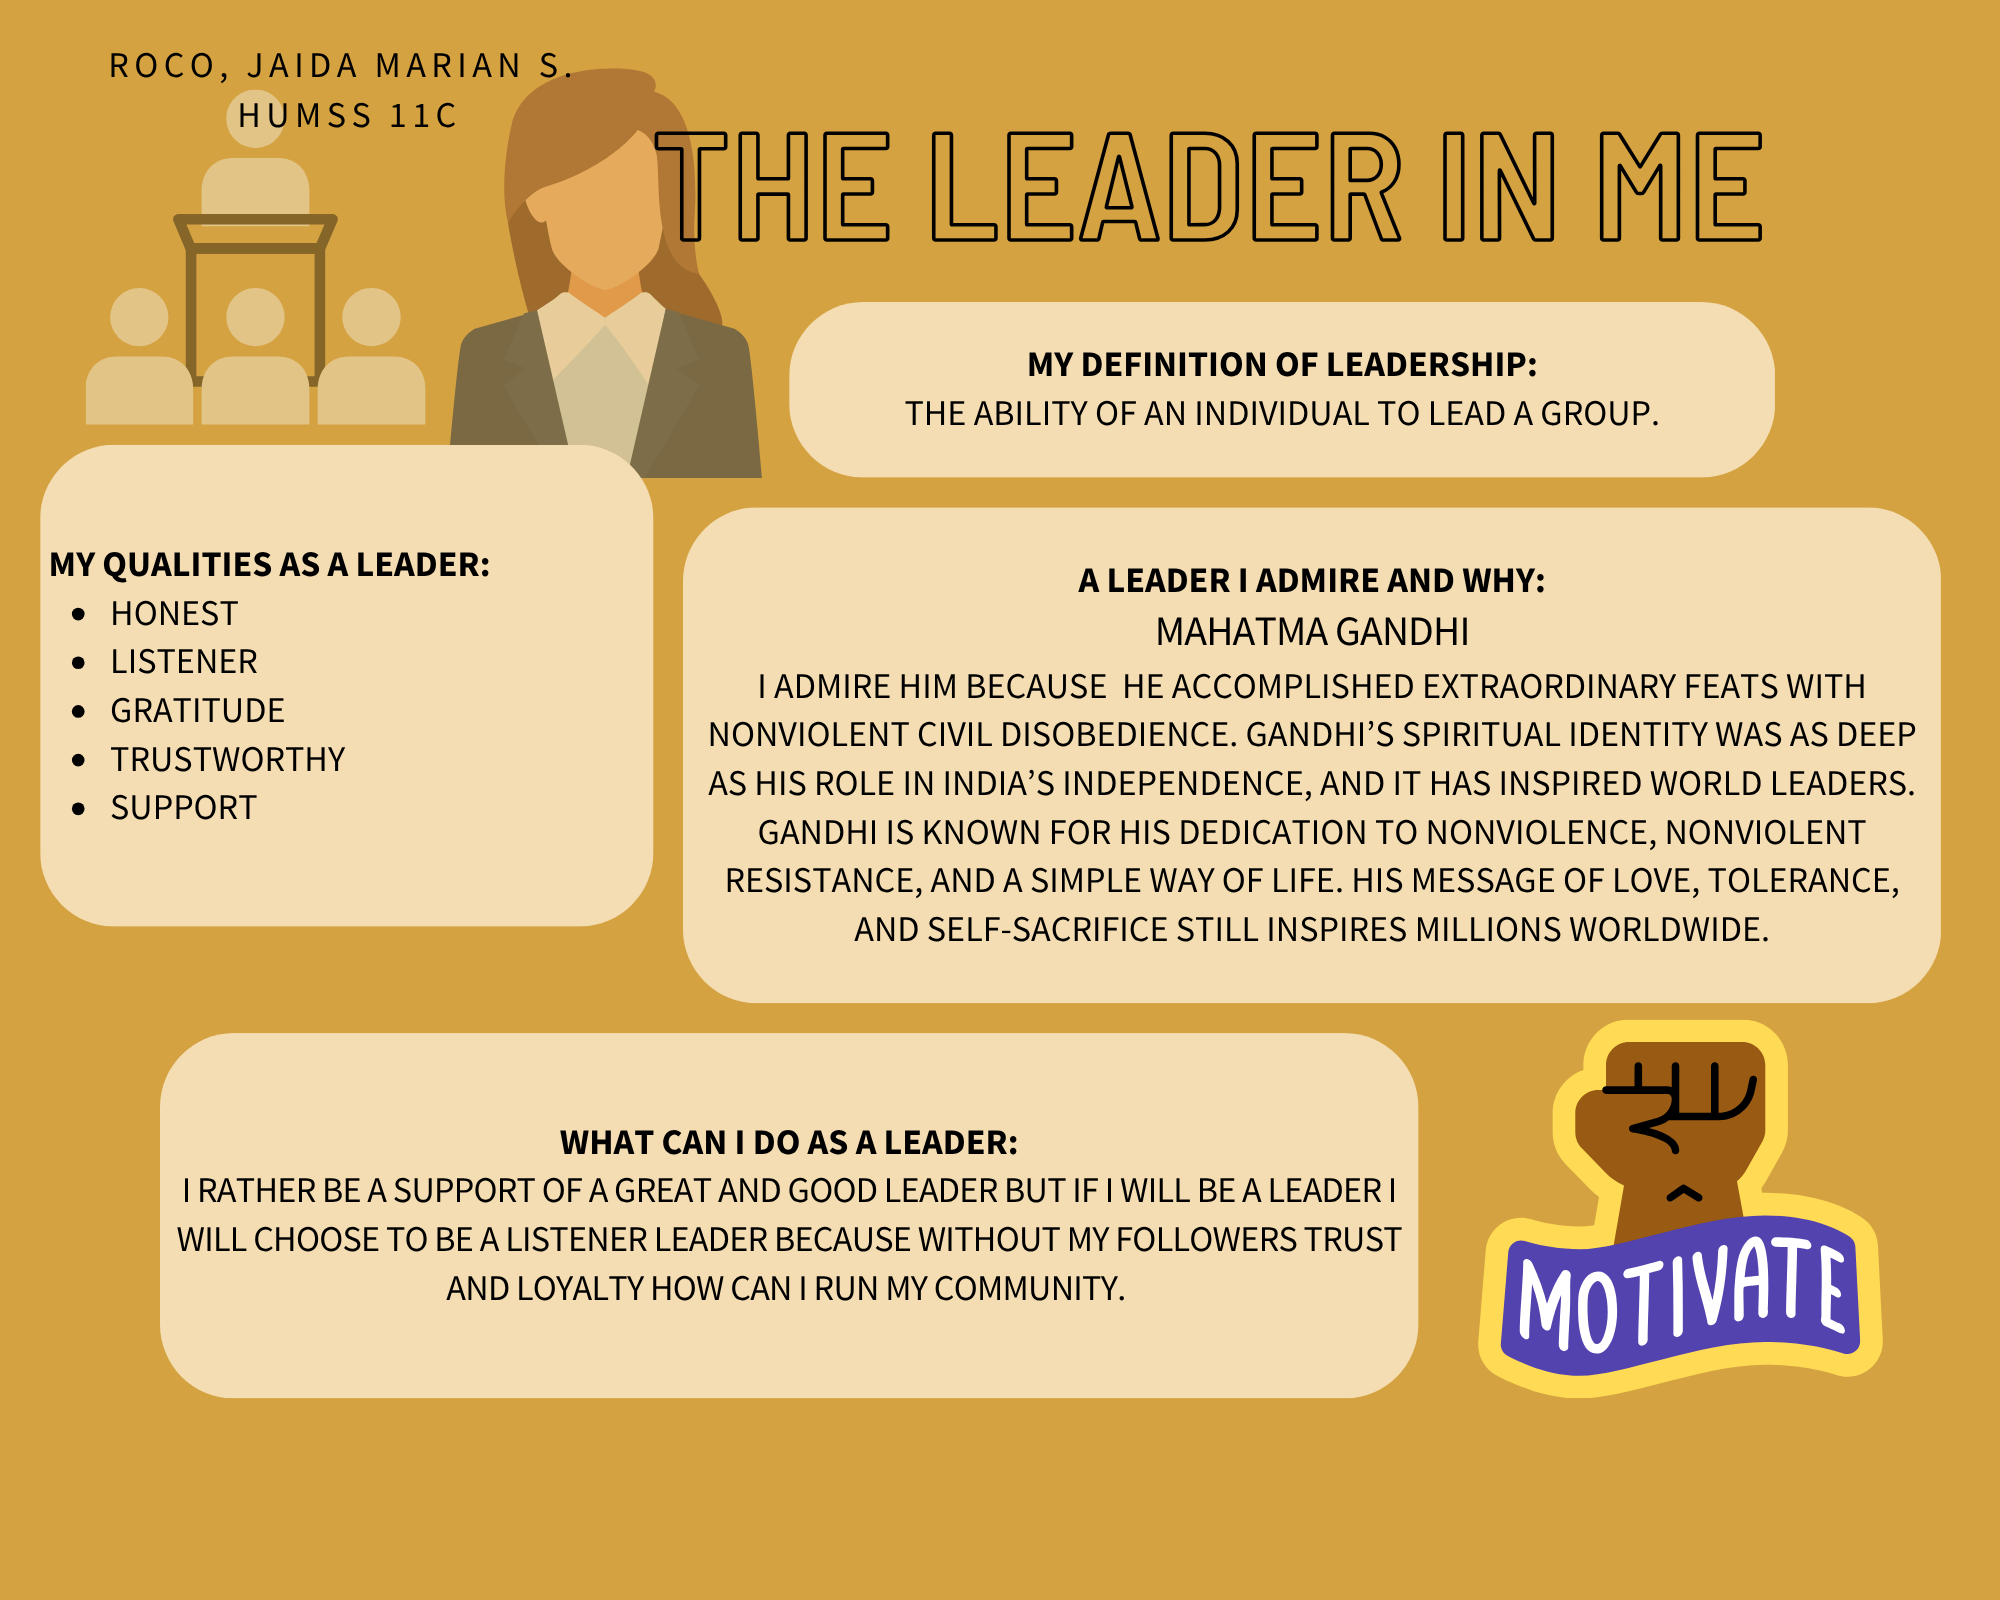 ROCO, JAIDA MARIAN S.
HUMSS 11C
THE LEADER IN ME
MY DEFINITION OF LEADERSHIP:
THE ABILITY OF AN INDIVIDUAL TO LEAD A GROUP.
MY QUALITIES AS A LEADER:
• HONEST
• LISTENER
• GRATITUDE
• TRUSTWORTHY
• SUPPORT
A LEADER I ADMIRE AND WHY:
MAHATMA GANDHI
I ADMIRE HIM BECAUSE  HE ACCOMPLISHED EXTRAORDINARY FEATS WITH
NONVIOLENT CIVIL DISOBEDIENCE. GANDHI’S SPIRITUAL IDENTITY WAS AS DEEP
AS HIS ROLE IN INDIA’S INDEPENDENCE, AND IT HAS INSPIRED WORLD LEADERS.
GANDHI IS KNOWN FOR HIS DEDICATION TO NONVIOLENCE, NONVIOLENT
RESISTANCE, AND A SIMPLE WAY OF LIFE. HIS MESSAGE OF LOVE, TOLERANCE,
AND SELF-SACRIFICE STILL INSPIRES MILLIONS WORLDWIDE.
WHAT CAN I DO AS A LEADER:
I RATHER BE A SUPPORT OF A GREAT AND GOOD LEADER BUT IF I WILL BE A LEADER I
WILL CHOOSE TO BE A LISTENER LEADER BECAUSE WITHOUT MY FOLLOWERS TRUST
AND LOYALTY HOW CAN I RUN MY COMMUNITY.
MOTIVATE